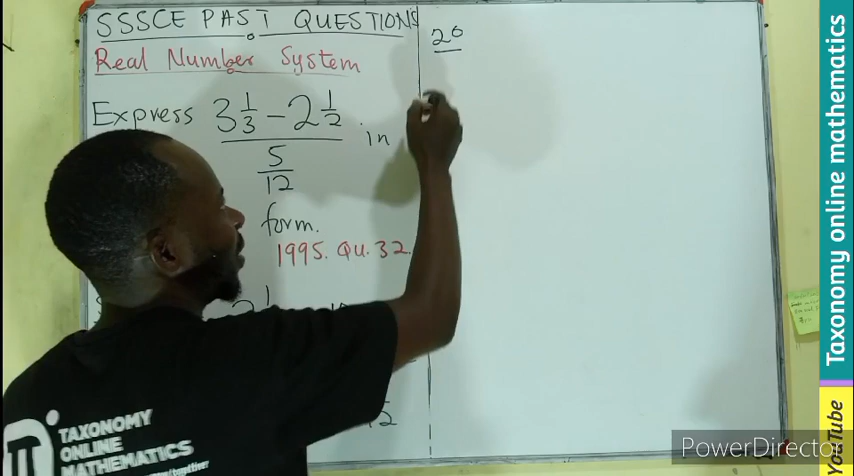 SSSCE PAST QUESTIONS
Real Number System
Express 3 1/3 - 2 1/2 in
5/12
form.
1995. QU. 32.
20
TAXONOMY
ONLINE
MATHEMATICS
Taxonomy online mathematics
YouTube
PowerDirector